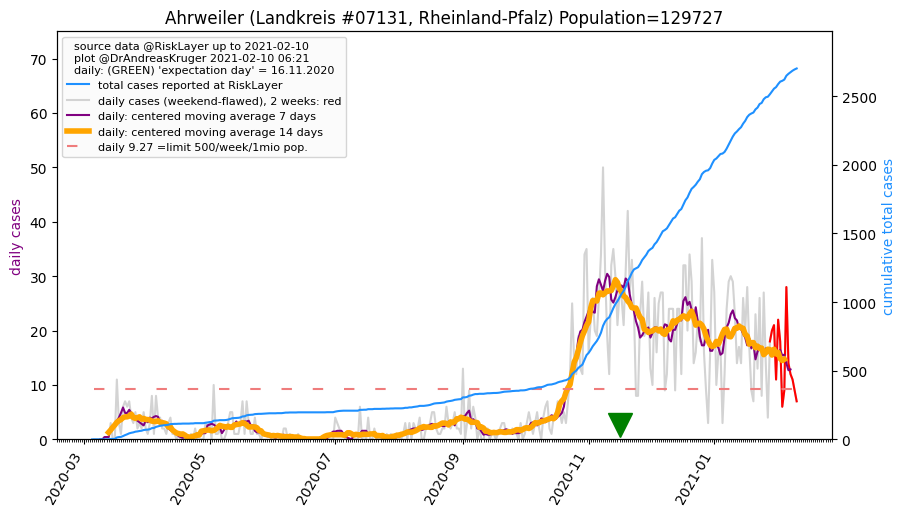 Ahrweiler (Landkreis #07131, Rheinland-Pfalz) Population=129727
source data @RiskLayer up to 2021-02-10
plot @DrAndreasKruger 2021-02-10 06:21
daily: (GREEN) 'expectation day' = 16.11.2020
total cases reported at RiskLayer
daily cases (weekend-flawed), 2 weeks: red
daily: centered moving average 7 days
daily: centered moving average 14 days
daily 9.27 =limit 500/week/1mio pop.
daily cases
70
60
50
40
30
20
10
0
cumulative total cases
2500
2000
1500
1000
500
0
2020-03
2020-05
2020-07
2020-09
2020-11
2021-01